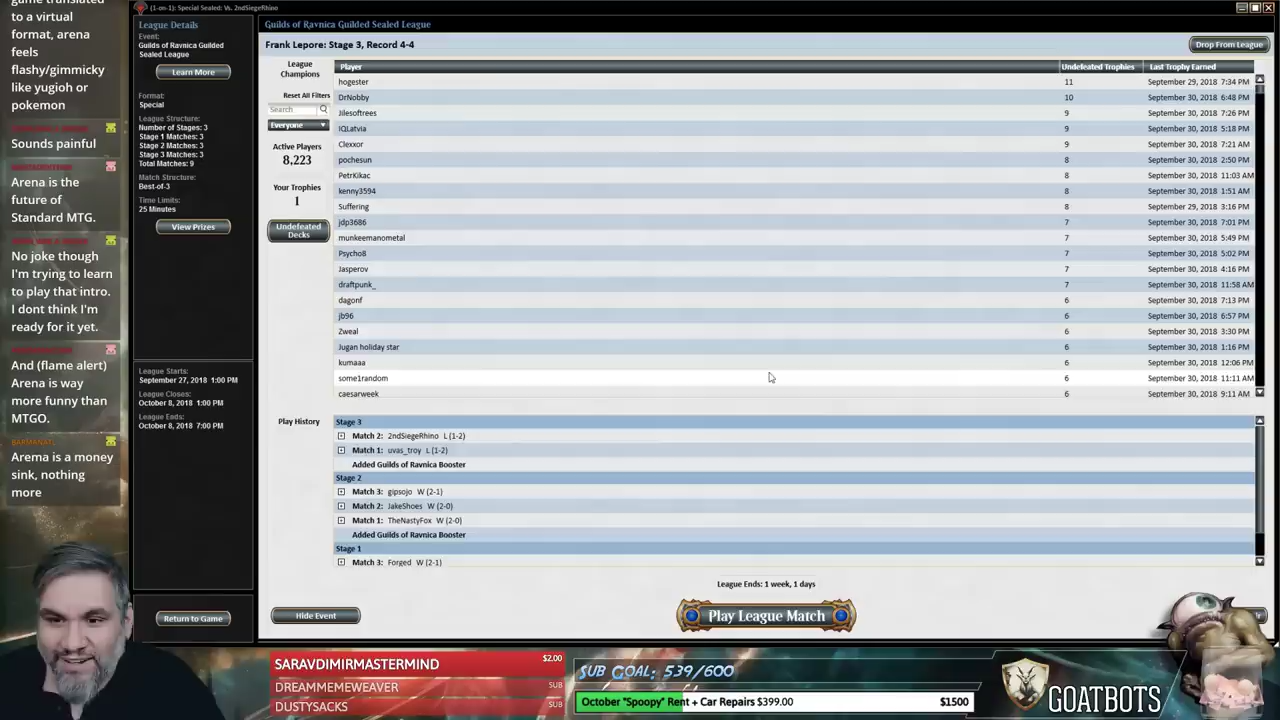 game translated
to a virtual
format, arena
feels
flashy/gimmicky
like yugioh or
pokemon
Sounds painful
Arena is the
future of
Standard MTG.
No joke though
I'm trying to learn
to play that intro.
I dont think I'm
ready for it yet.
And (flame alert)
Arena is way
more funny than
MTGO.
BARMANATL
Arema is a money
sink, nothing
more
(1-on-1): Special Sealed: Vs. 2ndSiegeRhino
League Details
Event:
Guilds of Ravnica Guilded
Sealed League
Learn More
Format:
Special
League Structure:
Number of Stages: 3
Stage 1 Matches: 3
Stage 2 Matches: 3
Stage 3 Matches: 3
Total Matches: 9
Match Structure:
Best-of-3
Time Limits:
25 Minutes
View Prizes
League Starts:
September 27, 2018 1:00 PM
League Closes:
October 8, 2018 1:00 PM
League Ends:
October 8, 2018 7:00 PM
Return to Game
Guilds of Ravnica Guilded Sealed League
Frank Lepore: Stage 3, Record 4-4
Drop From League
League
Champions
Reset All Filters
Search
Everyone
Active Players
8,223
Your Trophies
1
Undefeated
Decks
Player Undefeated Trophies Last Trophy Earned
hogester 11 September 29, 2018 7:34 PM
DrNobby 10 September 30, 2018 6:48 PM
Jilesoftrees 9 September 30, 2018 7:26 PM
IQLatvia 9 September 30, 2018 5:18 PM
Clexxor 9 September 30, 2018 7:21 AM
pochesun 8 September 30, 2018 2:50 PM
PetrKikac 8 September 30, 2018 11:03 AM
kenny3594 8 September 30, 2018 1:51 AM
Suffering 8 September 29, 2018 3:16 PM
jdp3686 7 September 30, 2018 7:01 PM
munkeemanometal 7 September 30, 2018 5:49 PM
Psycho8 7 September 30, 2018 5:02 PM
Jasperov 7 September 30, 2018 4:16 PM
draftpunk_ 7 September 30, 2018 11:58 AM
dagonf 6 September 30, 2018 7:13 PM
jb96 6 September 30, 2018 6:57 PM
Zweal 6 September 30, 2018 3:30 PM
Jugan holiday star 6 September 30, 2018 1:16 PM
kumaaa 6 September 30, 2018 12:06 PM
some1random 6 September 30, 2018 11:11 AM
caesarweek 6 September 30, 2018 9:11 AM
Play History
Stage 3
Match 2: 2ndSiegeRhino L (1-2)
Match 1: uvas_troy L (1-2)
Added Guilds of Ravnica Booster
Stage 2
Match 3: gipsojo W (2-1)
Match 2: JakeShoes W (2-0)
Match 1: TheNastyFox W (2-0)
Added Guilds of Ravnica Booster
Stage 1
Match 3: Forged W (2-1)
League Ends: 1 week, 1 days
Hide Event
Play League Match
SARAVDIMIRMASTERMIND $2.00
DREAMMEMEWEAVER SUB
DUSTYSACKS SUB
SUB GOAL: 539/600
October "Spoopy" Rent + Car Repairs $399.00 $1500
GOATBOTS